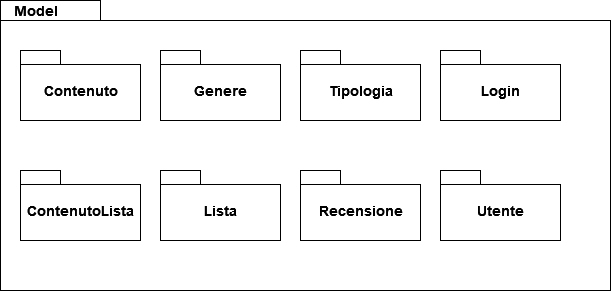 Model
Contenuto
Genere
Tipologia
Login
ContenutoLista
Lista
Recensione
Utente